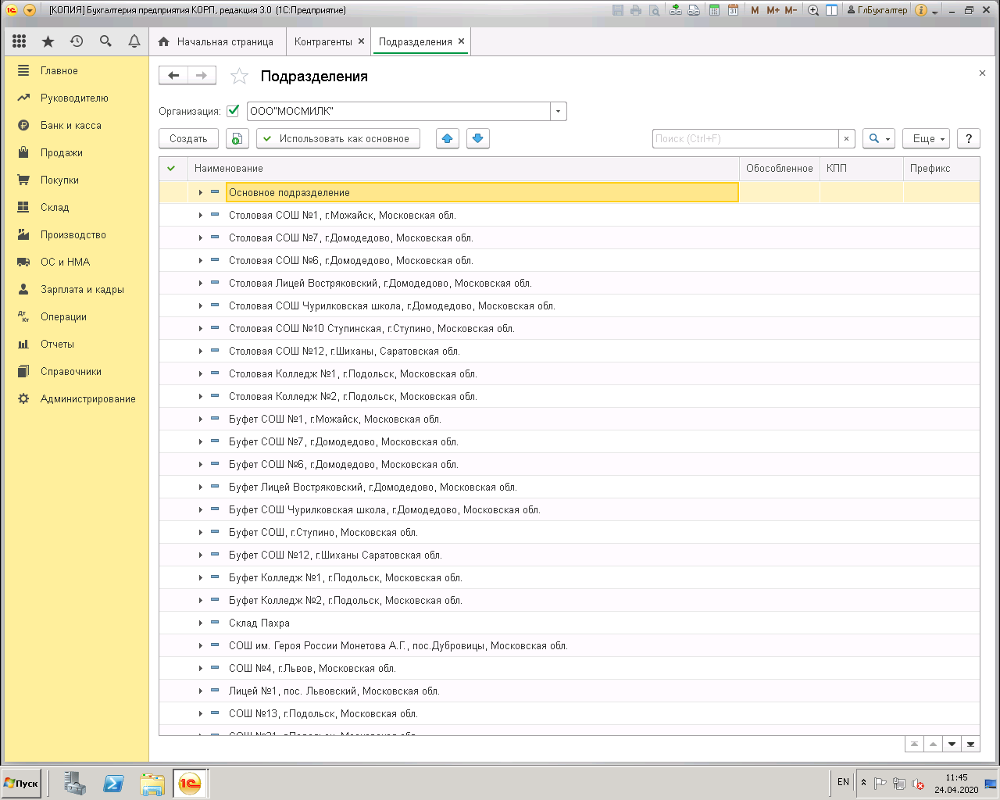 [КОПИЯ] Бухгалтерия предприятия КОРП, редакция 3.0 (1С:Предприятие)
M M+ M- ГлБухгалтер
Начальная страница Контрагенты Подразделения
Главное
Руководителю
Банк и касса
Продажи
Покупки
Склад
Производство
ОС и НМА
Зарплата и кадры
Операции
Отчеты
Справочники
Администрирование
Подразделения
Организация: ООО"МОСМИЛК"
Создать Использовать как основное Поиск (Ctrl+F) × Еще ?
Наименование Обособленное КПП Префикс
Основное подразделение
Столовая СОШ №1, г.Можайск, Московская обл.
Столовая СОШ №7, г.Домодедово, Московская обл.
Столовая СОШ №6, г.Домодедово, Московская обл.
Столовая Лицей Востряковский, г.Домодедово, Московская обл.
Столовая СОШ Чурилковская школа, г.Домодедово, Московская обл.
Столовая СОШ №10 Ступинская, г.Ступино, Московская обл.
Столовая СОШ №12, г.Шиханы, Саратовская обл.
Столовая Колледж №1, г.Подольск, Московская обл.
Столовая Колледж №2, г.Подольск, Московская обл.
Буфет СОШ №1, г.Можайск, Московская обл.
Буфет СОШ №7, г.Домодедово, Московская обл.
Буфет СОШ №6, г.Домодедово, Московская обл.
Буфет Лицей Востряковский, г.Домодедово, Московская обл.
Буфет СОШ Чурилковская школа, г.Домодедово, Московская обл.
Буфет СОШ, г.Ступино, Московская обл.
Буфет СОШ №12, г.Шиханы Саратовская обл.
Буфет Колледж №1, г.Подольск, Московская обл.
Буфет Колледж №2, г.Подольск, Московская обл.
Склад Пахра
СОШ им. Героя России Монетова А.Г., пос.Дубровицы, Московская обл.
СОШ №4, г.Львов, Московская обл.
Лицей №1, пос. Львовский, Московская обл.
СОШ №13, г.Подольск, Московская обл.
СОШ №21, г.Подольск, Московская обл.
Пуск EN 11:45
24.04.2020